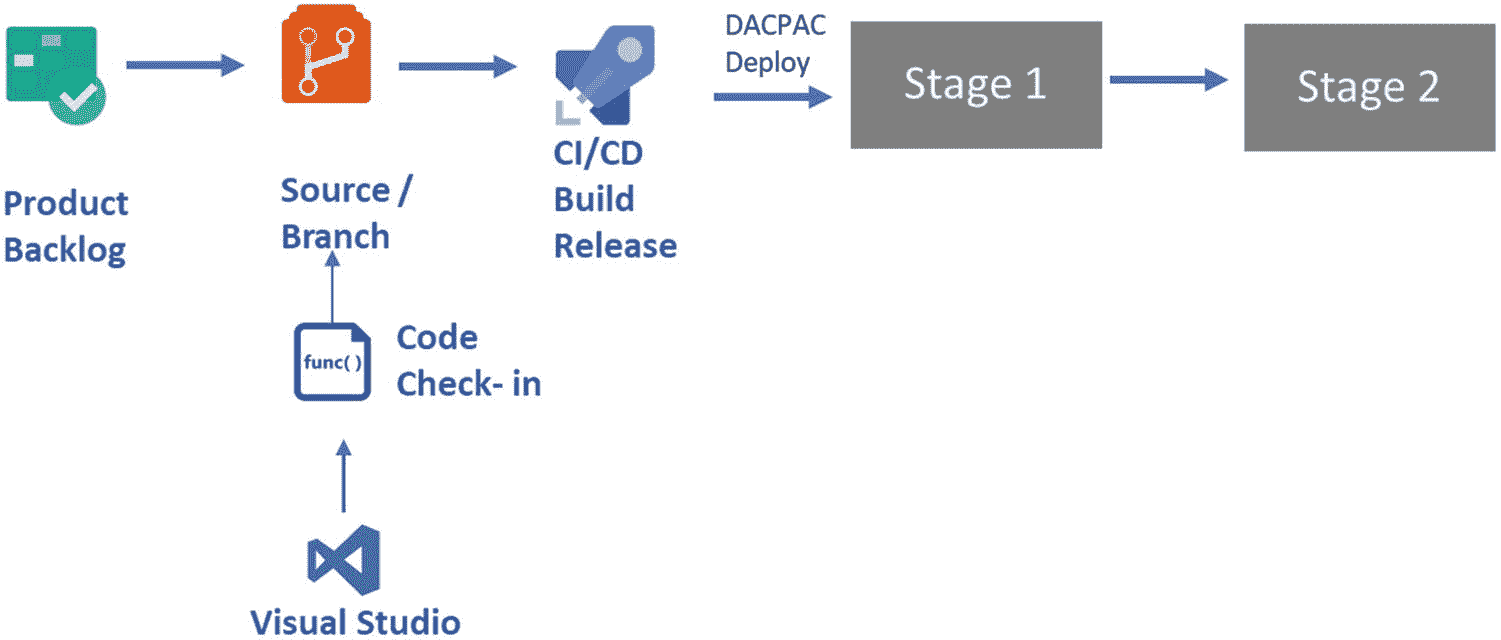 Product
Backlog
Source /
Branch
CI/CD
Build
Release
DACPAC
Deploy
Stage 1
Stage 2
func( )
Code
Check- in
Visual Studio